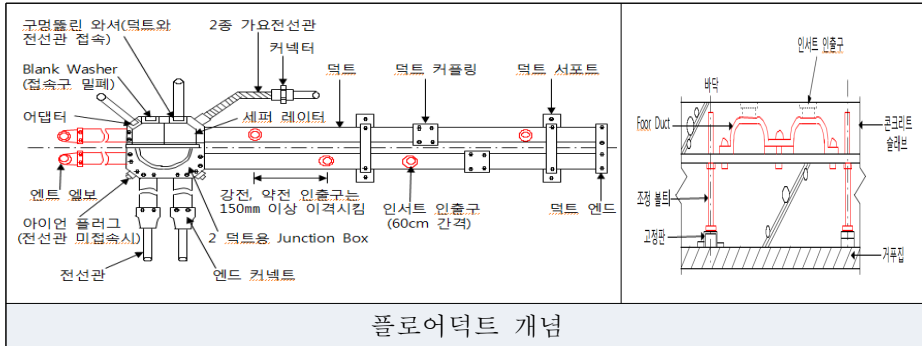 구멍뚫린 와셔(덕트와
전선관 접속)
2종 가요전선관
커넥터
Blank Washer
(접속구 밀폐)
덕트
덕트 커플링
덕트 서포트
어댑터
세퍼 레이터
엔트 엘보
강전, 약전 인출구는
150mm 이상 이격시킴
인서트 인출구
(60cm 간격)
덕트 엔드
아이언 플러그
(전선관 미접속시)
2 덕트용 Junction Box
전선관
엔드 커넥트
인서트 인출구
바닥
Foor Duct
콘크리트
슬래브
조정 볼트
고정판
거푸집
플로어덕트 개념